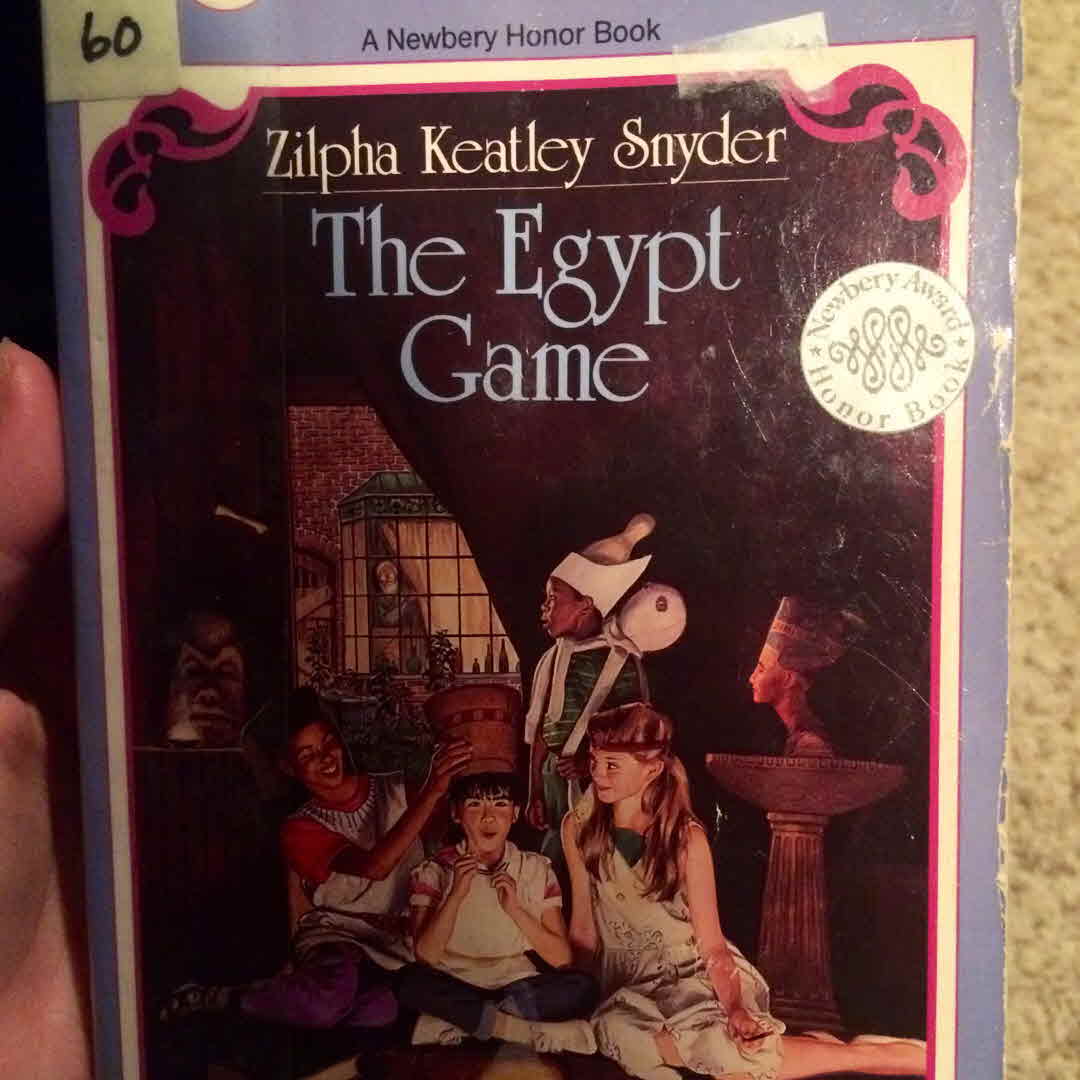 60
A Newbery Honor Book
Zilpha Keatley Snyder
The Egypt
Game
Newbery Award
Honor Book